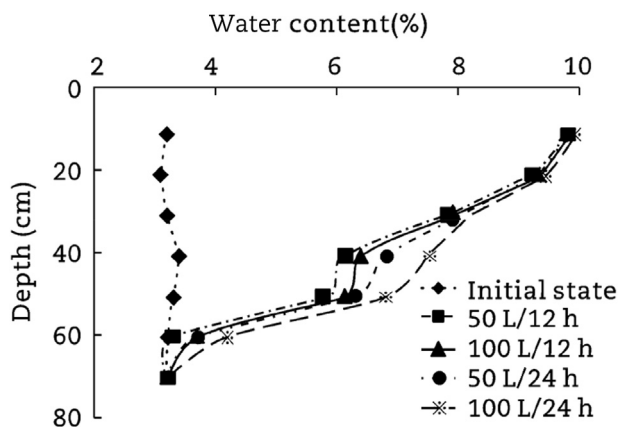 Water content(%)
2 4 6 8 10
0
20
40
60
80
Depth (cm)
Initial state
50 L/12 h
100 L/12 h
50 L/24 h
100 L/24 h